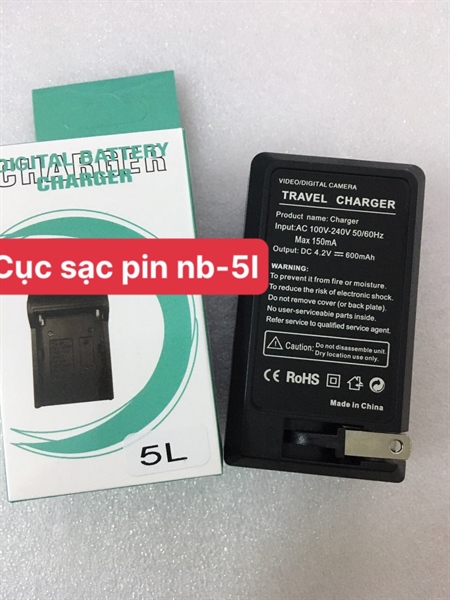 DIGITAL BATTERY
CHARGER
CHARGER
Cục sạc pin nb-5l
5L
VIDEO/DIGITAL CAMERA
TRAVEL CHARGER
Product name: Charger
Input:AC 100V-240V 50/60Hz
Max 150mA
Output: DC 4.2V 600mAh
WARNING:
To prevent it from fire or moisture.
To reduce the risk of electronic shock.
Do not remove cover (or back plate).
No user-serviceable parts inside.
Refer service to qualified service agent.
Caution: Do not disassemble unit.
Dry location use only.
CE RoHS
Made in China